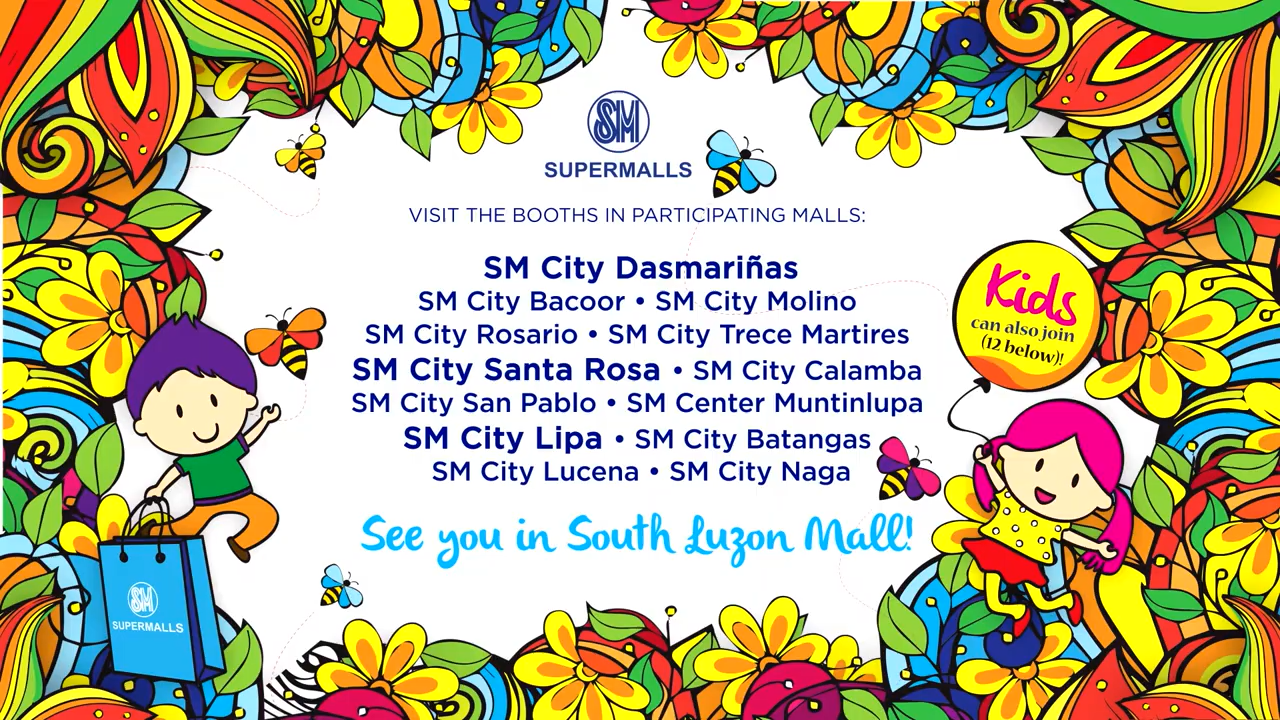 SM
SUPERMALLS
VISIT THE BOOTHS IN PARTICIPATING MALLS:
SM City Dasmariñas
SM City Bacoor • SM City Molino
SM City Rosario • SM City Trece Martires
SM City Santa Rosa • SM City Calamba
SM City San Pablo • SM Center Muntinlupa
SM City Lipa • SM City Batangas
SM City Lucena • SM City Naga
See you in South Luzon Mall!
Kids
can also join
(12 below)!
SM
SUPERMALLS